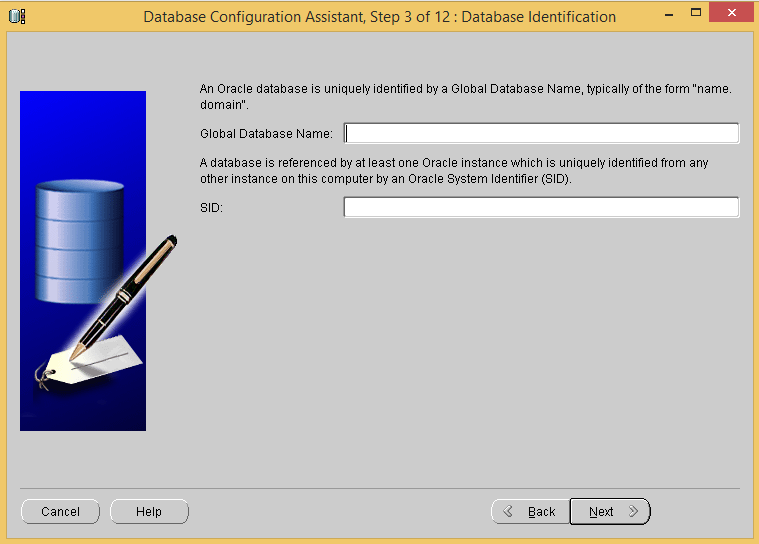 Database Configuration Assistant, Step 3 of 12 : Database Identification
An Oracle database is uniquely identified by a Global Database Name, typically of the form "name.
domain".
Global Database Name:
A database is referenced by at least one Oracle instance which is uniquely identified from any
other instance on this computer by an Oracle System Identifier (SID).
SID:
Cancel Help Back Next